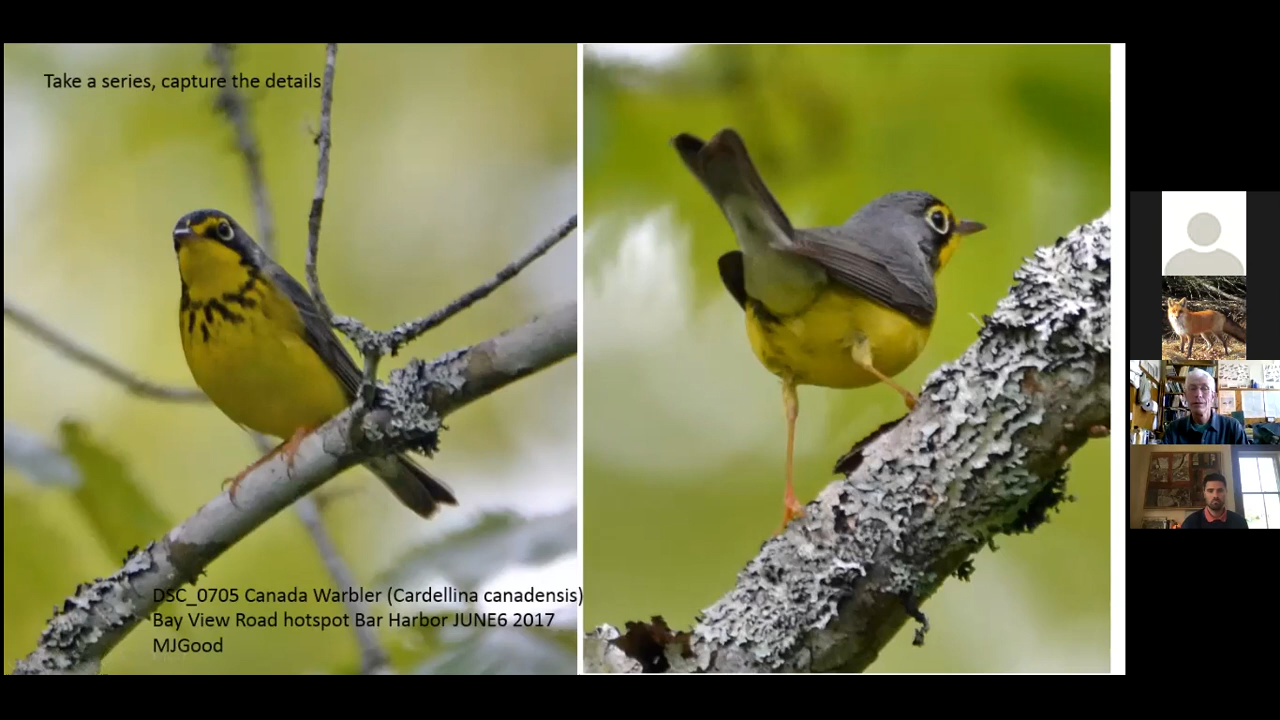 Take a series, capture the details
DSC_0705 Canada Warbler (Cardellina canadensis)
Bay View Road hotspot Bar Harbor JUNE6 2017
MJGood